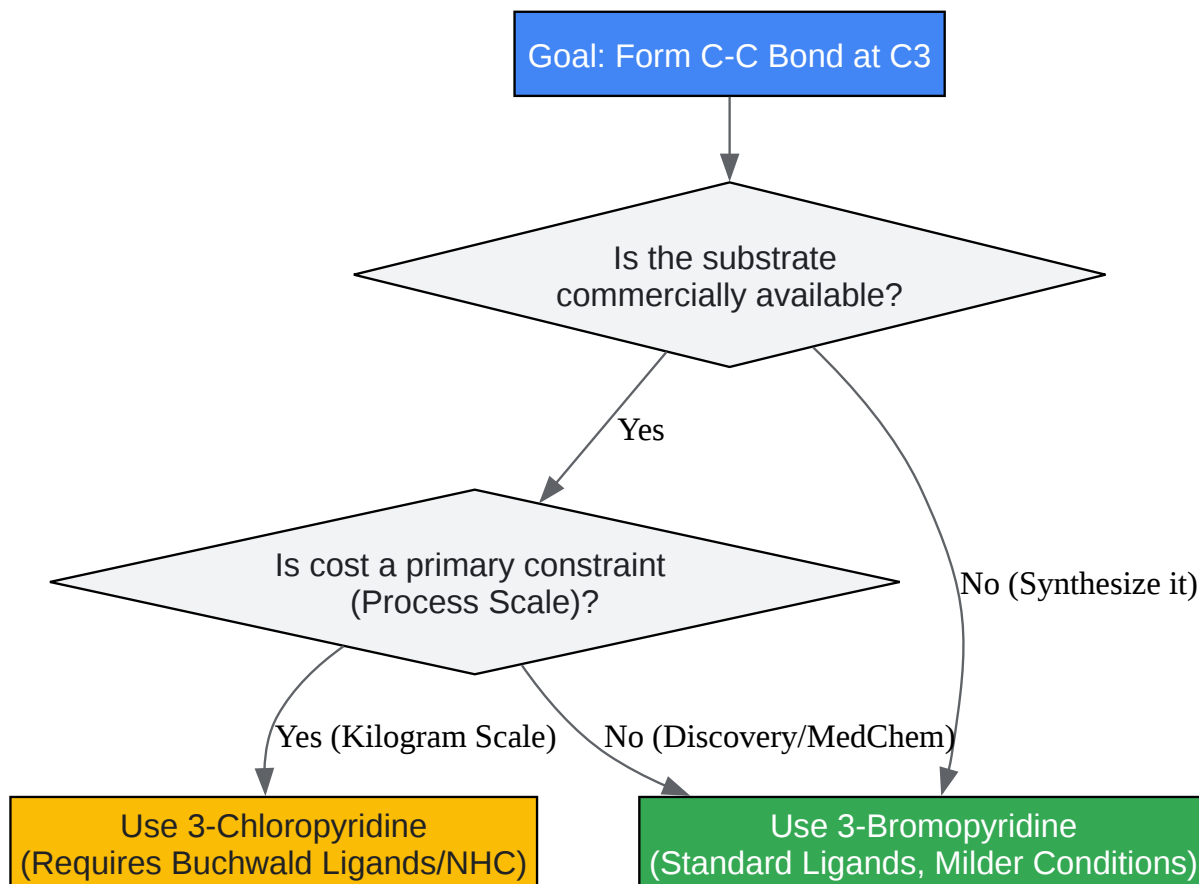 Goal: Form C-C Bond at C3
Is the substrate
commercially available?
Yes
Is cost a primary constraint
(Process Scale)?
No (Synthesize it)
Yes (Kilogram Scale)
No (Discovery/MedChem)
Use 3-Chloropyridine
(Requires Buchwald Ligands/NHC)
Use 3-Bromopyridine
(Standard Ligands, Milder Conditions)